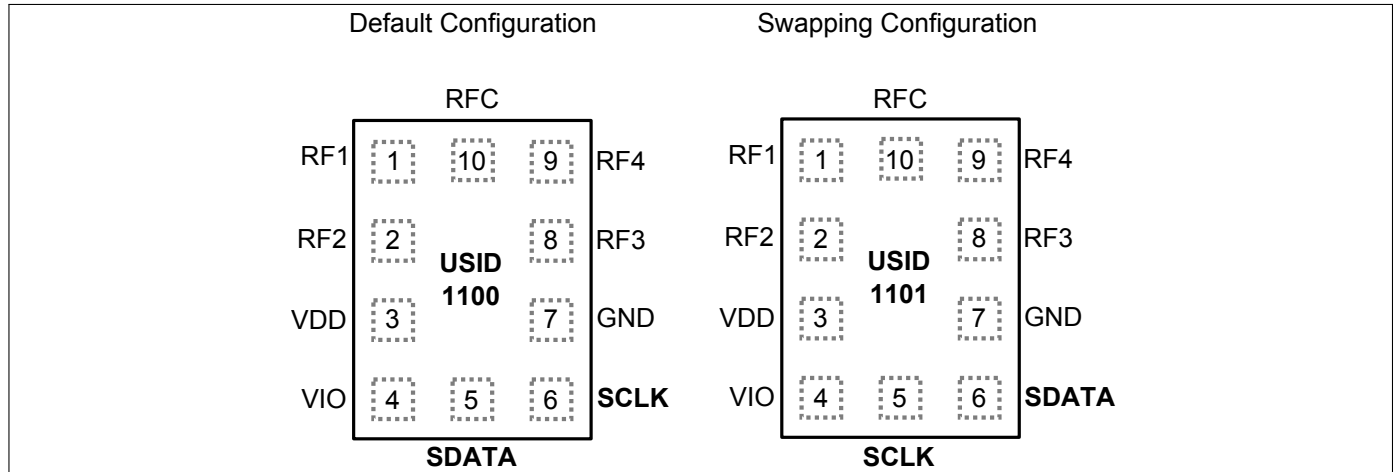 Default Configuration
RFC
RF1 1 10 9 RF4
RF2 2 8 RF3
USID
1100
VDD 3 7 GND
VIO 4 5 6 SCLK
SDATA
Swapping Configuration
RFC
RF1 1 10 9 RF4
RF2 2 8 RF3
USID
1101
VDD 3 7 GND
VIO 4 5 6 SDATA
SCLK